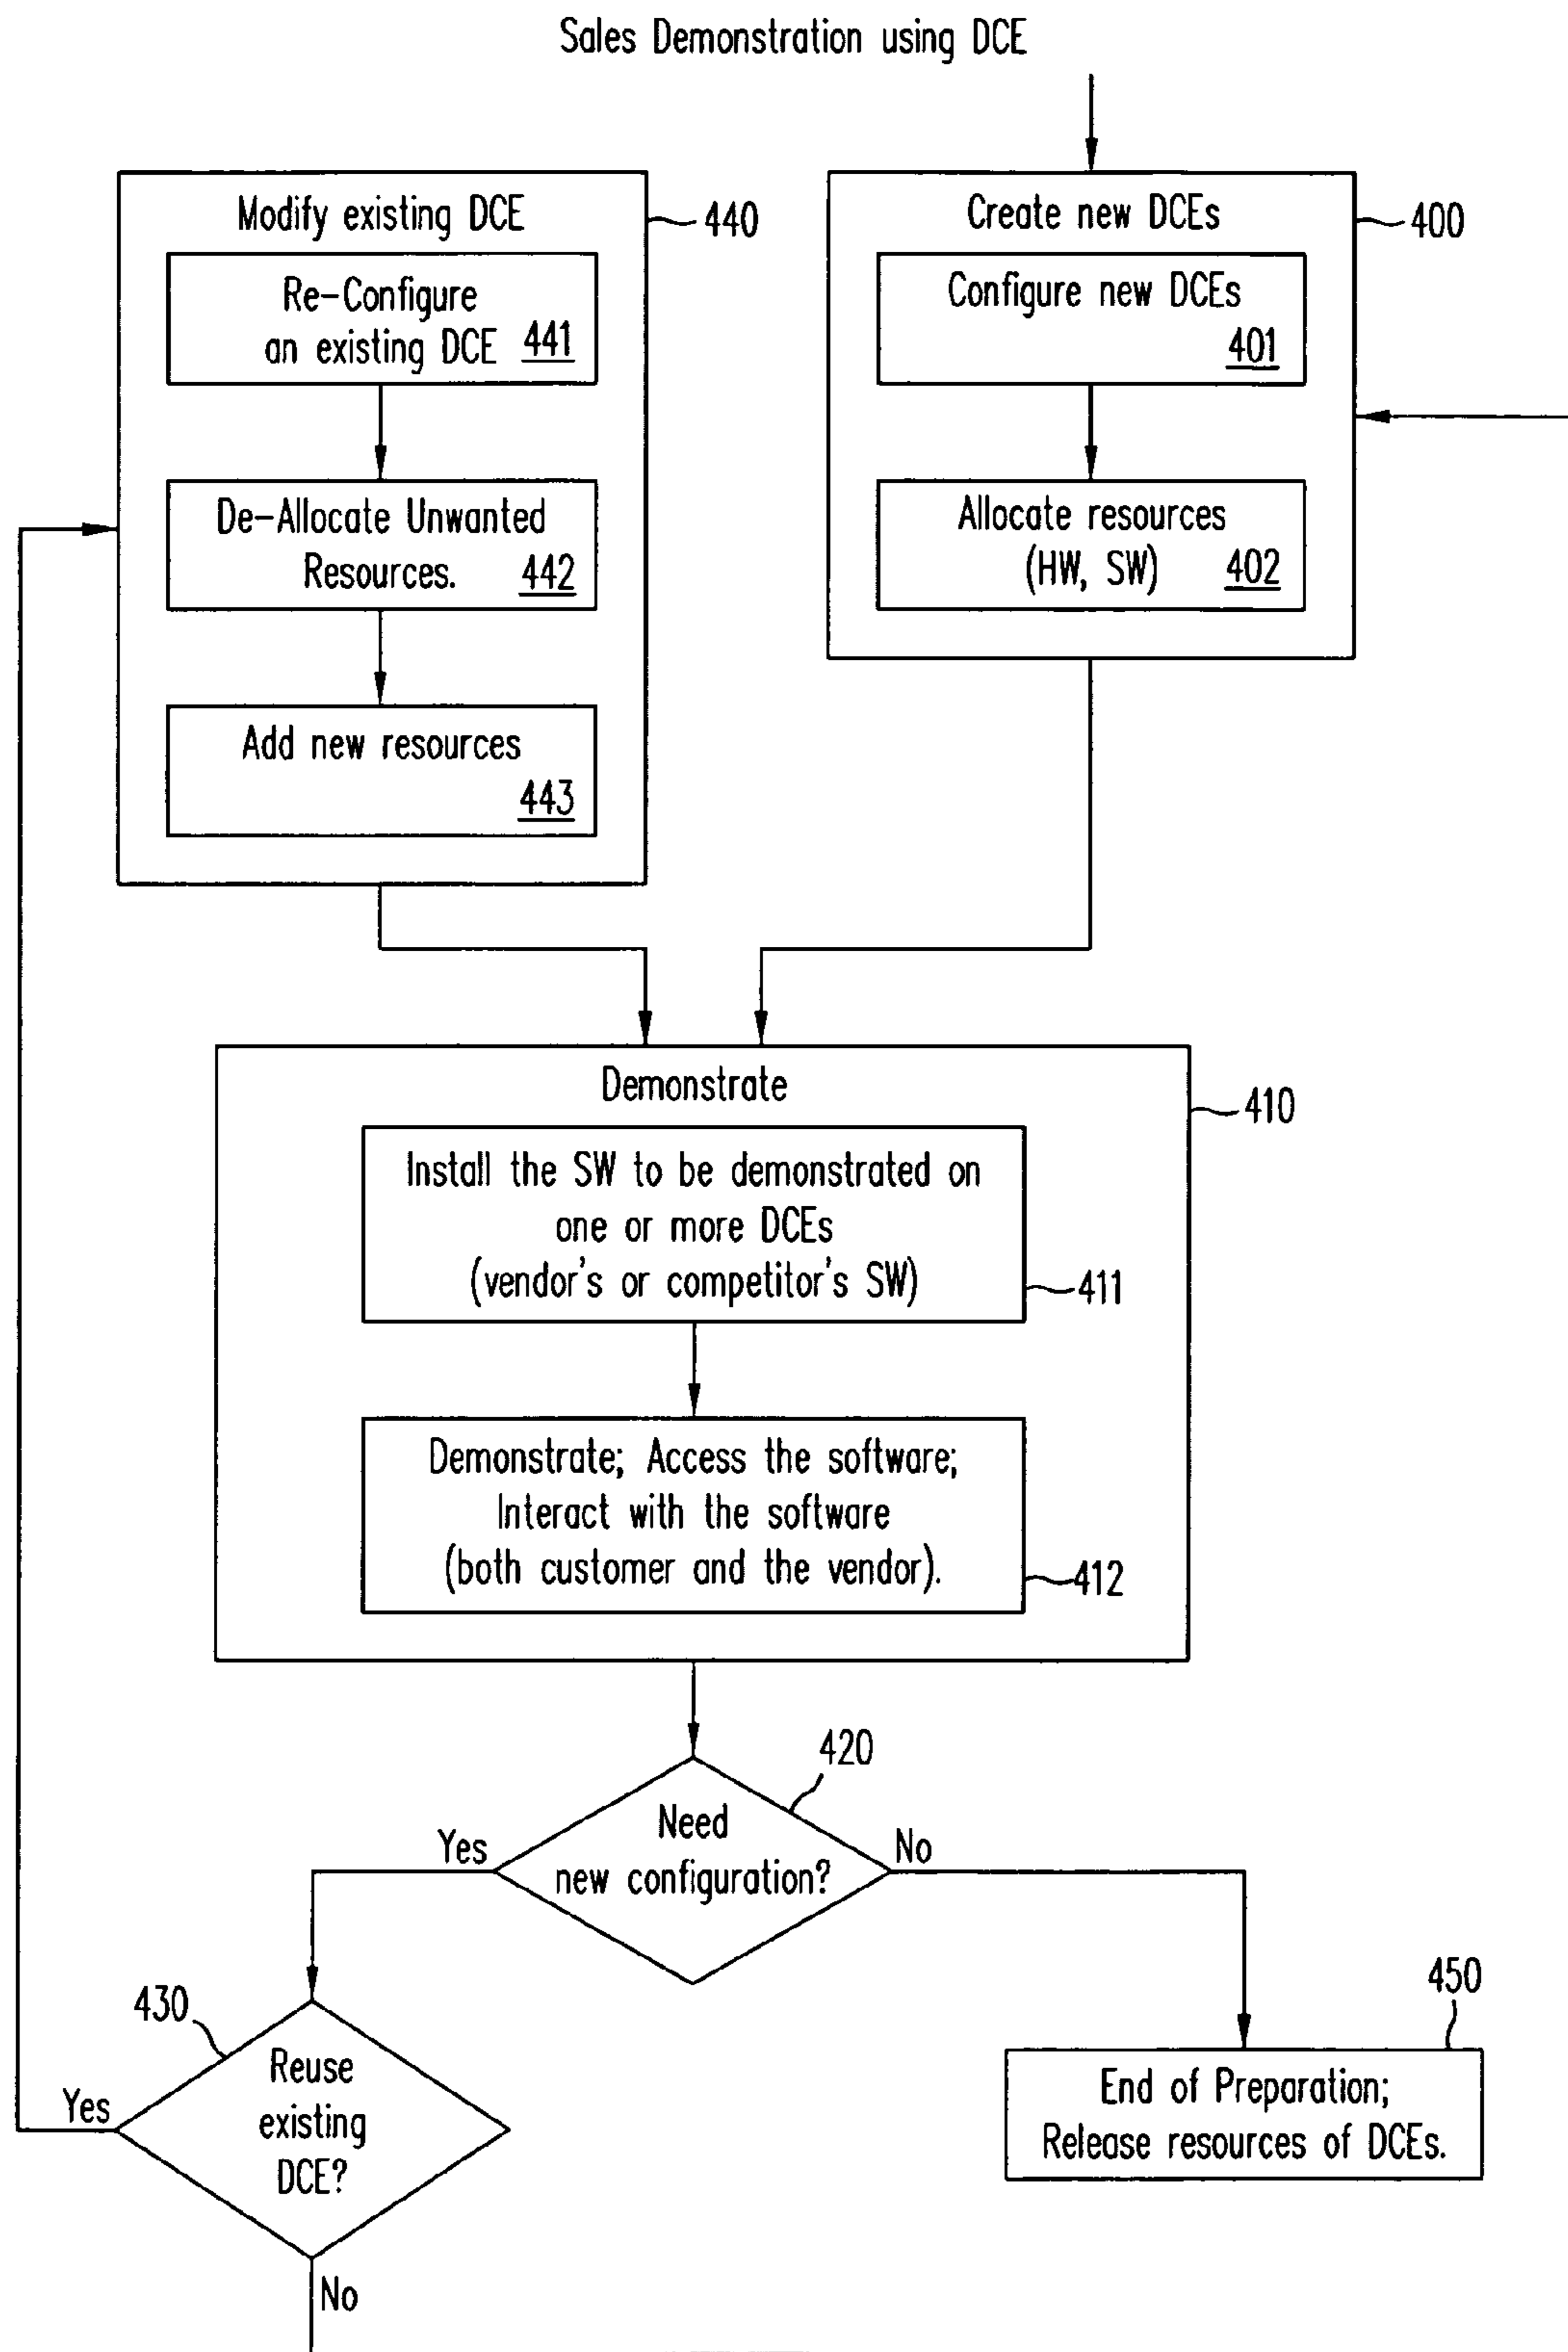 Sales Demonstration using DCE
Modify existing DCE
440
Re-Configure
an existing DCE 441
De-Allocate Unwanted
Resources. 442
Add new resources
443
Create new DCEs
400
Configure new DCEs
401
Allocate resources
(HW, SW) 402
Demonstrate
410
Install the SW to be demonstrated on
one or more DCEs
(vendor's or competitor's SW)
411
Demonstrate; Access the software;
Interact with the software
(both customer and the vendor).
412
420
Need
new configuration?
Yes
No
430
Reuse
existing
DCE?
Yes
No
450
End of Preparation;
Release resources of DCEs.